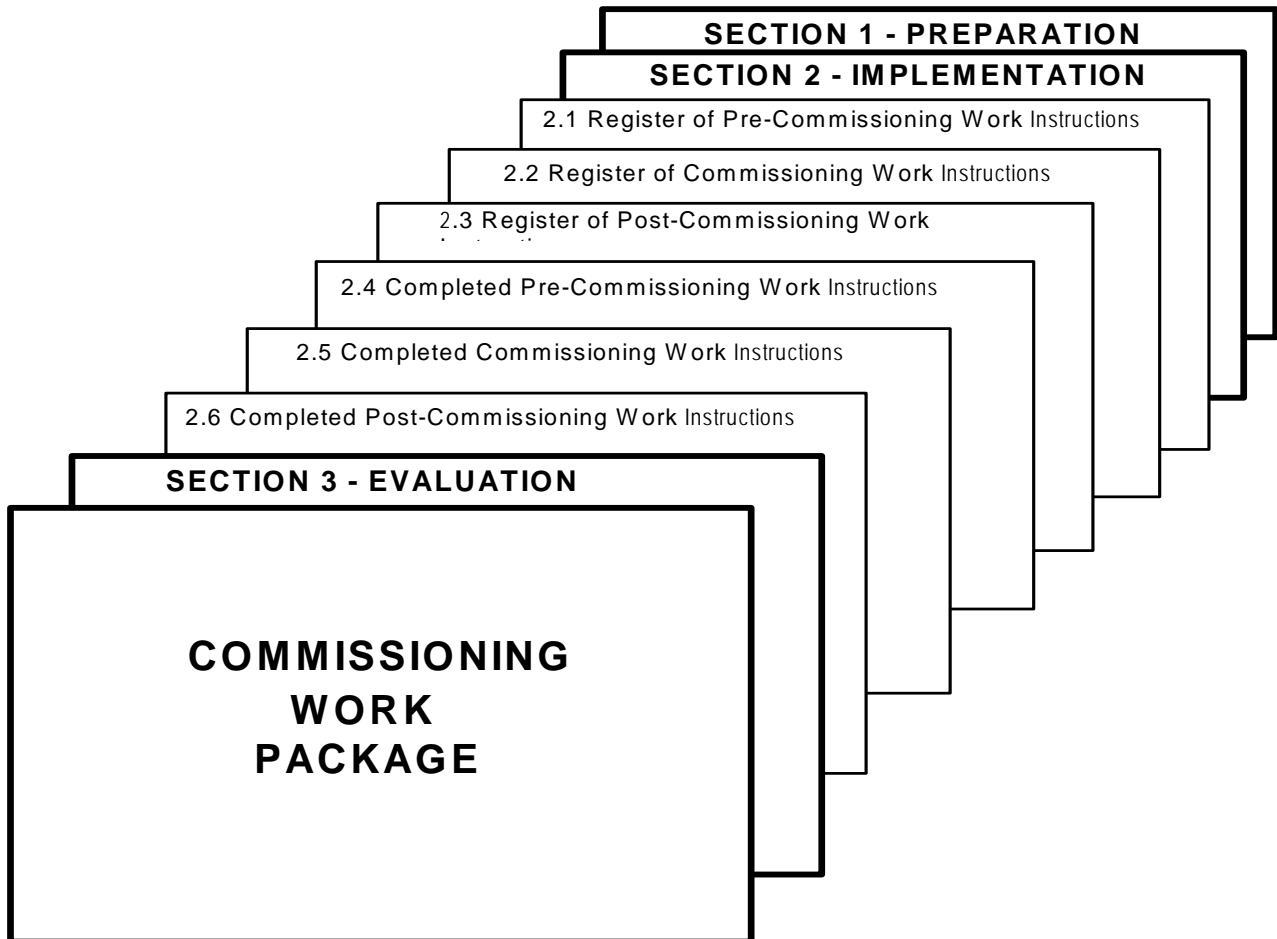 SECTION 1 - PREPARATION
SECTION 2 - IMPLEMENTATION
2.1 Register of Pre-Commissioning Work Instructions
2.2 Register of Commissioning Work Instructions
2.3 Register of Post-Commissioning Work
2.4 Completed Pre-Commissioning Work Instructions
2.5 Completed Commissioning Work Instructions
2.6 Completed Post-Commissioning Work Instructions
SECTION 3 - EVALUATION
COMMISSIONING
WORK
PACKAGE